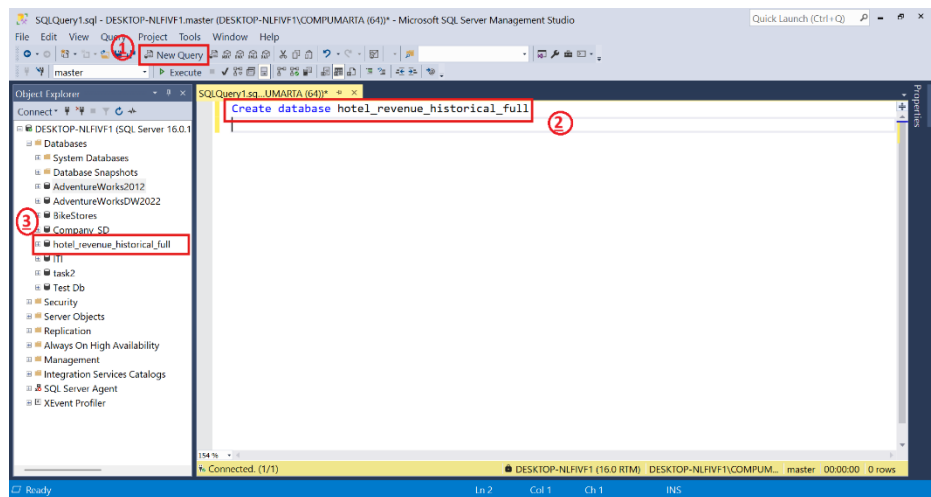 SQLQuery1.sql - DESKTOP-NLFIVF1.master (DESKTOP-NLFIVF1\COMPUMARTA (64))* - Microsoft SQL Server Management Studio
Quick Launch (Ctrl+Q)
File Edit View Query Project Tools Window Help
1
New Query
master
Execute
Object Explorer
SQLQuery1.sq...UMARTA (64))*
Properties
Connect
Create database hotel_revenue_historical_full
2
DESKTOP-NLFIVF1 (SQL Server 16.0.1
Databases
System Databases
Database Snapshots
AdventureWorks2012
AdventureWorksDW2022
BikeStores
3
Company_SD
hotel_revenue_historical_full
ITI
task2
Test Db
Security
Server Objects
Replication
Always On High Availability
Management
Integration Services Catalogs
SQL Server Agent
XEvent Profiler
154 %
Connected. (1/1)
DESKTOP-NLFIVF1 (16.0 RTM) DESKTOP-NLFIVF1\COMPUM... master 00:00:00 0 rows
Ready
Ln 2 Col 1 Ch 1 INS